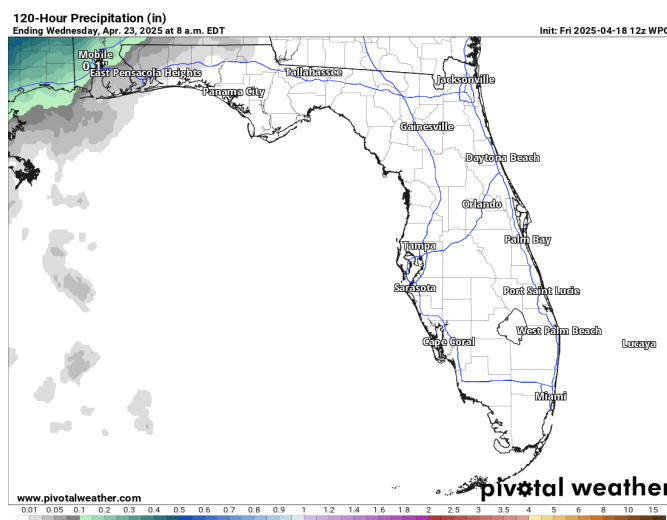 120-Hour Precipitation (in)
Ending Wednesday, Apr. 23, 2025 at 8 a.m. EDT
Init: Fri 2025-04-18 12z WPC
Mobile
East Pensacola Heights
Tallahassee
Panama City
Jacksonville
Gainesville
Daytona Beach
Orlando
Tampa
Palm Bay
Sarasota
Port Saint Lucie
West Palm Beach
Cape Coral
Lucaya
Miami
www.pivotalweather.com
pivotal weather
0.01 0.05 0.1 0.2 0.3 0.4 0.5 0.6 0.7 0.8 0.9 1 1.2 1.4 1.6 1.8 2 2.5 3 3.5 4 5 6 7 8 9 10 15